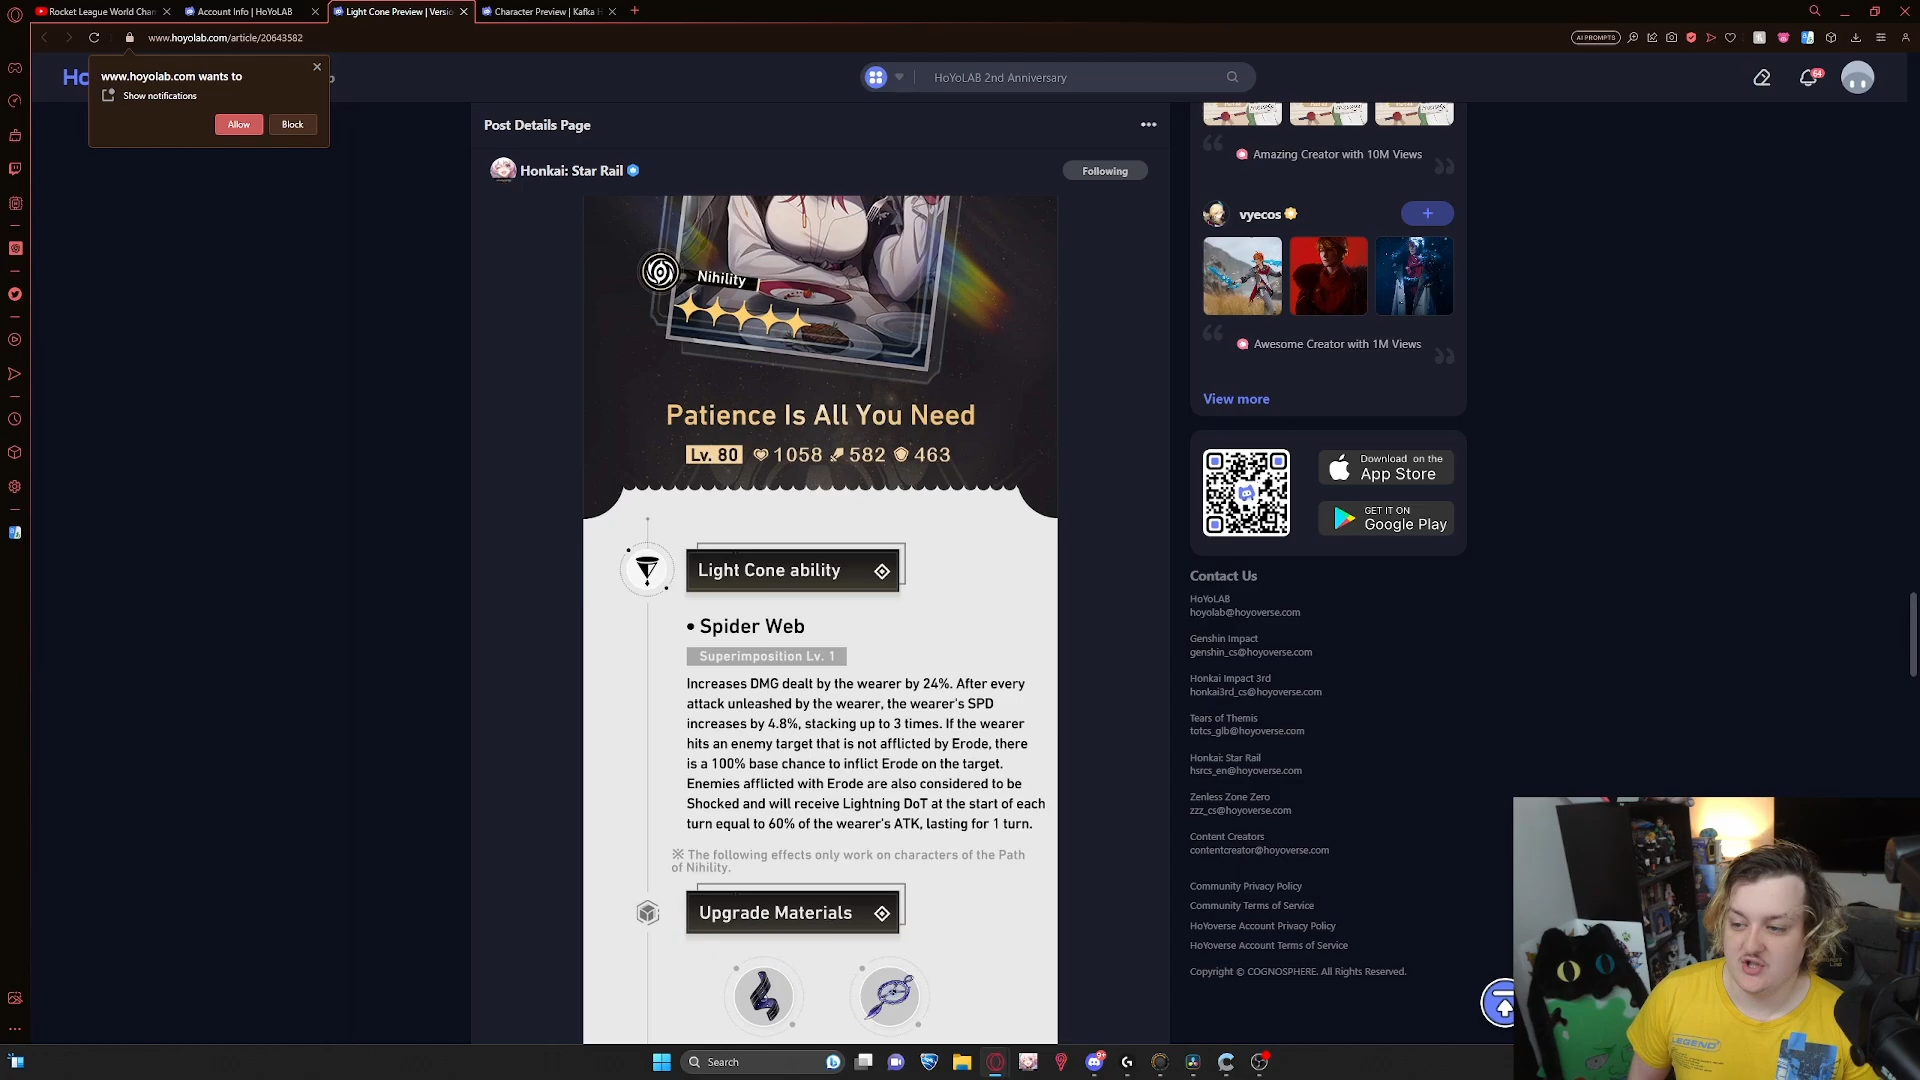 Rocket League World Cham
Account Info | HoYoLAB
Light Cone Preview | Versio
Character Preview | Kafka H
www.hoyolab.com/article/20643582
AI PROMPTS
www.hoyolab.com wants to
Show notifications
Allow
Block
Ho
HoYoLAB 2nd Anniversary
64
Post Details Page
Honkai: Star Rail
Following
Nihility
Patience Is All You Need
Lv. 80 1058 582 463
Light Cone ability
• Spider Web
Superimposition Lv. 1
Increases DMG dealt by the wearer by 24%. After every
attack unleashed by the wearer, the wearer's SPD
increases by 4.8%, stacking up to 3 times. If the wearer
hits an enemy target that is not afflicted by Erode, there
is a 100% base chance to inflict Erode on the target.
Enemies afflicted with Erode are also considered to be
Shocked and will receive Lightning DoT at the start of each
turn equal to 60% of the wearer's ATK, lasting for 1 turn.
※ The following effects only work on characters of the Path
of Nihility.
Upgrade Materials
Amazing Creator with 10M Views
vyecos
Awesome Creator with 1M Views
View more
Download on the
App Store
GET IT ON
Google Play
Contact Us
HoYoLAB
hoyolab@hoyoverse.com
Genshin Impact
genshin_cs@hoyoverse.com
Honkai Impact 3rd
honkai3rd_cs@hoyoverse.com
Tears of Themis
totcs_glb@hoyoverse.com
Honkai: Star Rail
hsrcs_en@hoyoverse.com
Zenless Zone Zero
zzz_cs@hoyoverse.com
Content Creators
contentcreator@hoyoverse.com
Community Privacy Policy
Community Terms of Service
HoYoverse Account Privacy Policy
HoYoverse Account Terms of Service
Copyright © COGNOSPHERE. All Rights Reserved.
LEGEND
Search